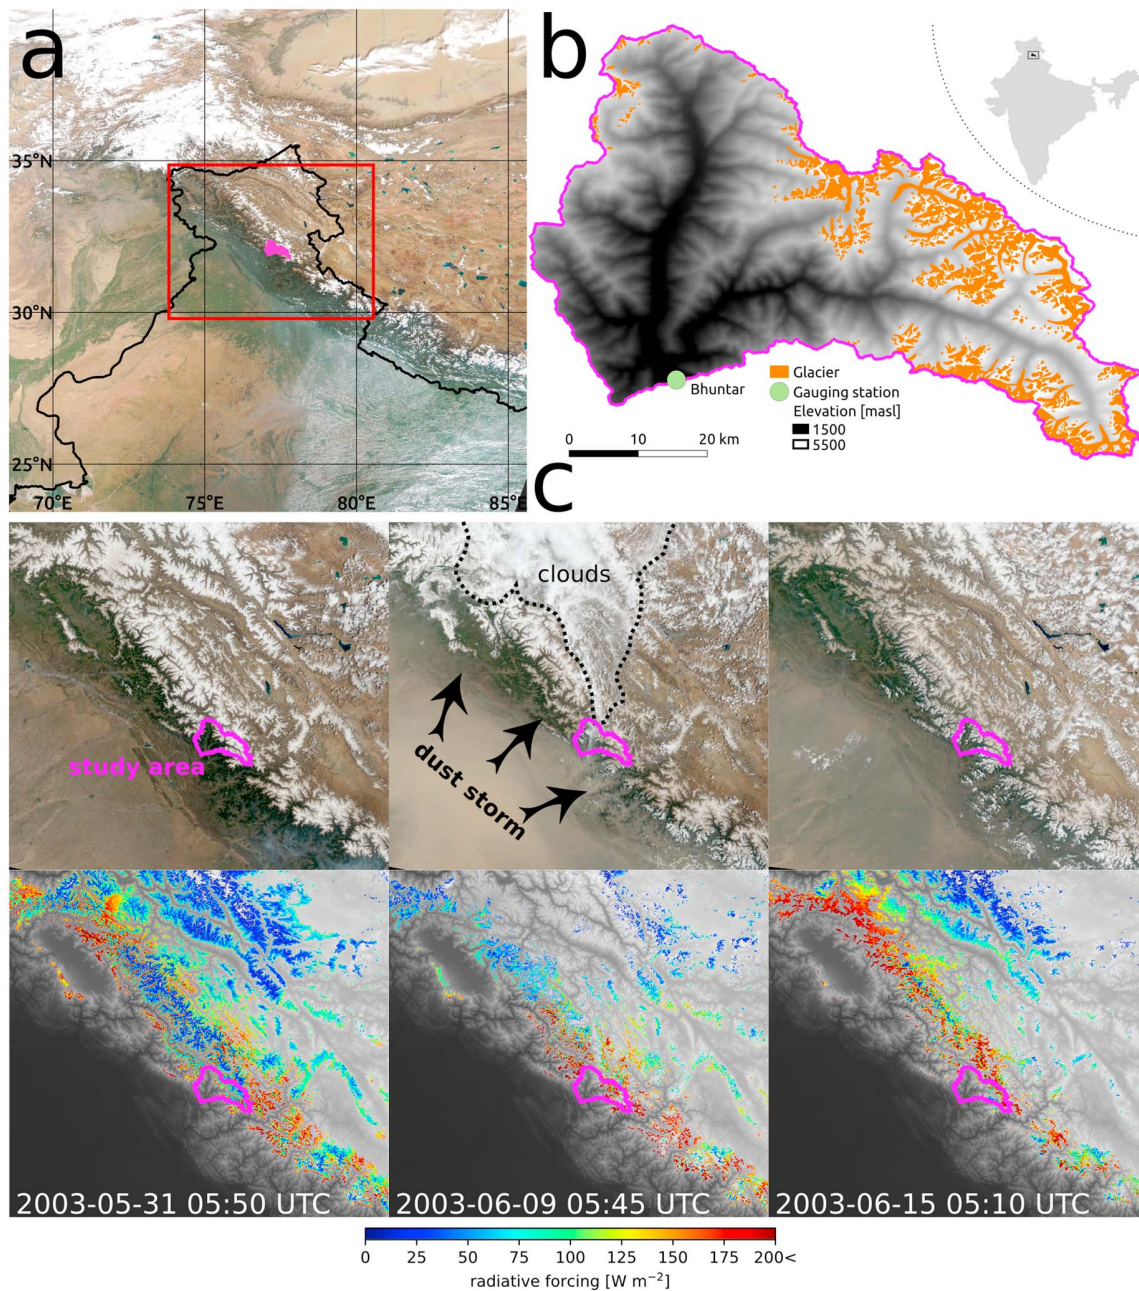 a
35°N
30°N
25°N
70°E
75°E
80°E
85°E
b
Bhuntar
Glacier
Gauging station
Elevation [masl]
1500
5500
0 10 20 km
c
study area
clouds
dust storm
2003-05-31 05:50 UTC
2003-06-09 05:45 UTC
2003-06-15 05:10 UTC
0 25 50 75 100 125 150 175 200<
radiative forcing [W m⁻²]